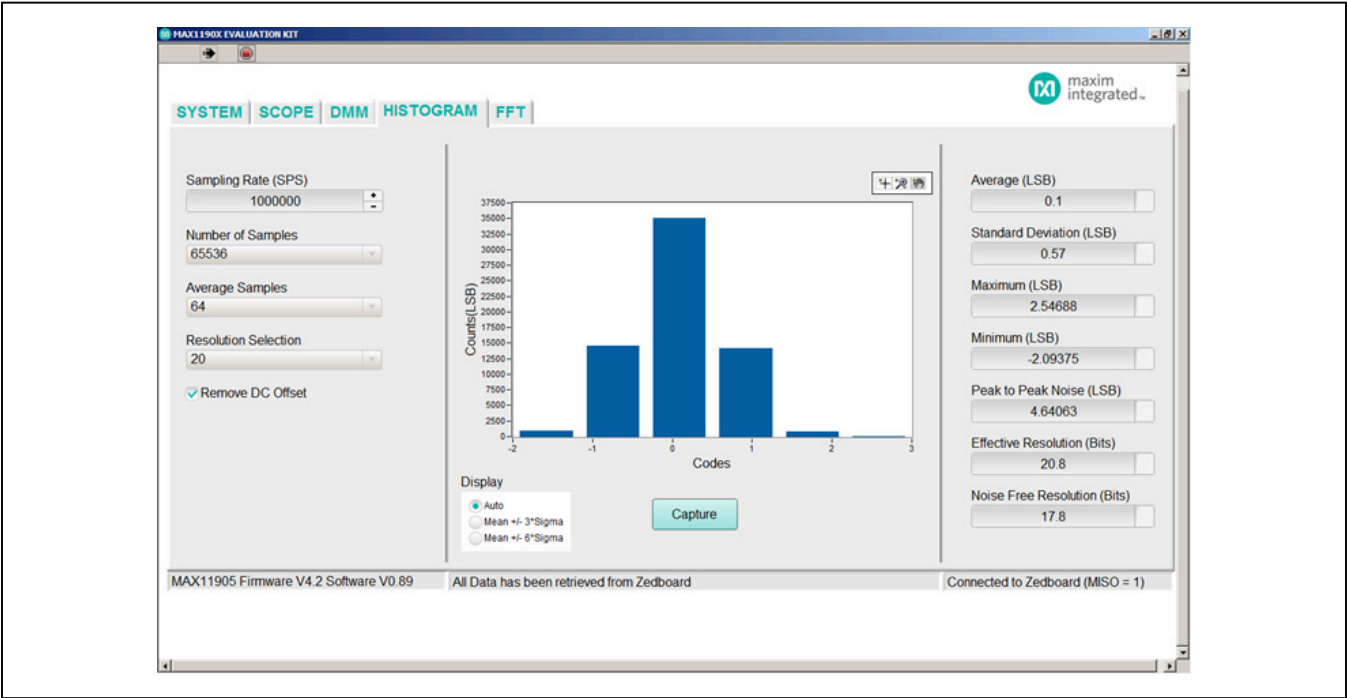 MAX1190X EVALUATION KIT
maxim
integrated™
SYSTEM SCOPE DMM HISTOGRAM FFT
Sampling Rate (SPS)
1000000
Number of Samples
65536
Average Samples
64
Resolution Selection
20
Remove DC Offset
Counts(LSB)
37500
35000
32500
30000
27500
25000
22500
20000
17500
15000
12500
10000
7500
5000
2500
0
-2 -1 0 1 2 3
Codes
Display
Auto
Mean +/- 3*Sigma
Mean +/- 6*Sigma
Capture
Average (LSB)
0.1
Standard Deviation (LSB)
0.57
Maximum (LSB)
2.54688
Minimum (LSB)
-2.09375
Peak to Peak Noise (LSB)
4.64063
Effective Resolution (Bits)
20.8
Noise Free Resolution (Bits)
17.8
MAX11905 Firmware V4.2 Software V0.89
All Data has been retrieved from Zedboard
Connected to Zedboard (MISO = 1)